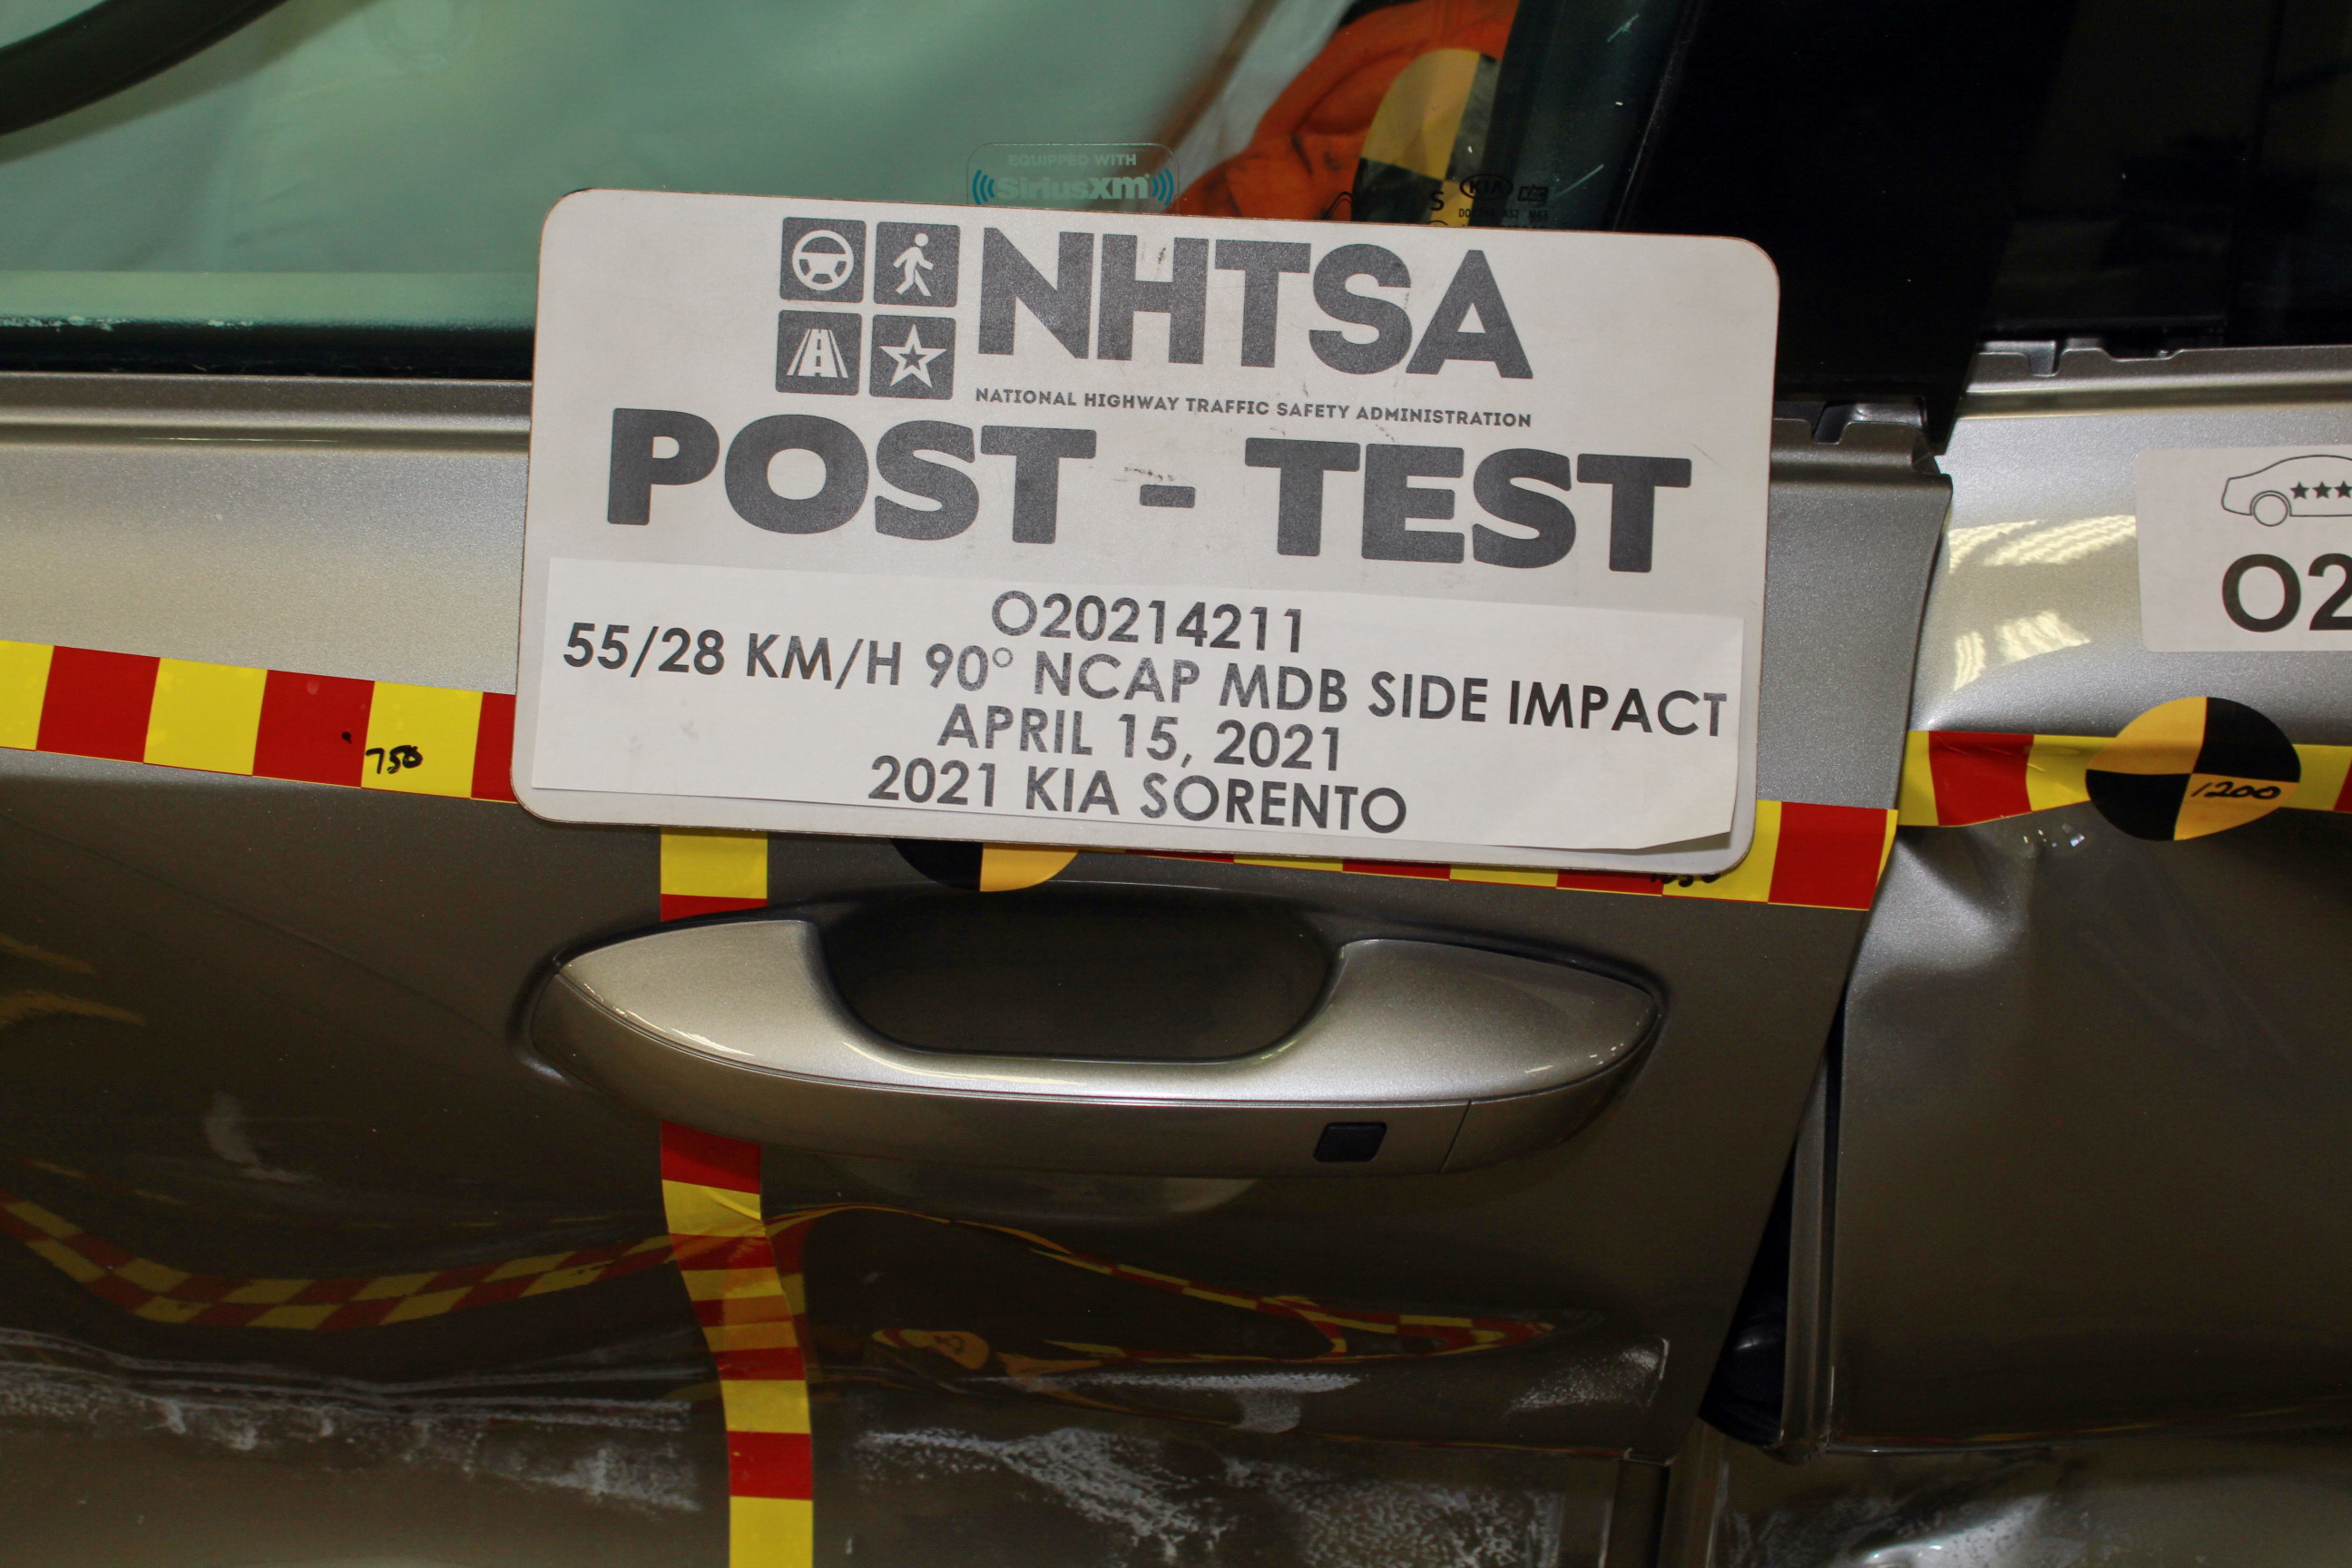 EQUIPPED WITH
SiriusXM
KIA
NHTSA
NATIONAL HIGHWAY TRAFFIC SAFETY ADMINISTRATION
POST - TEST
O20214211
55/28 KM/H 90° NCAP MDB SIDE IMPACT
APRIL 15, 2021
2021 KIA SORENTO
O2
750
1200